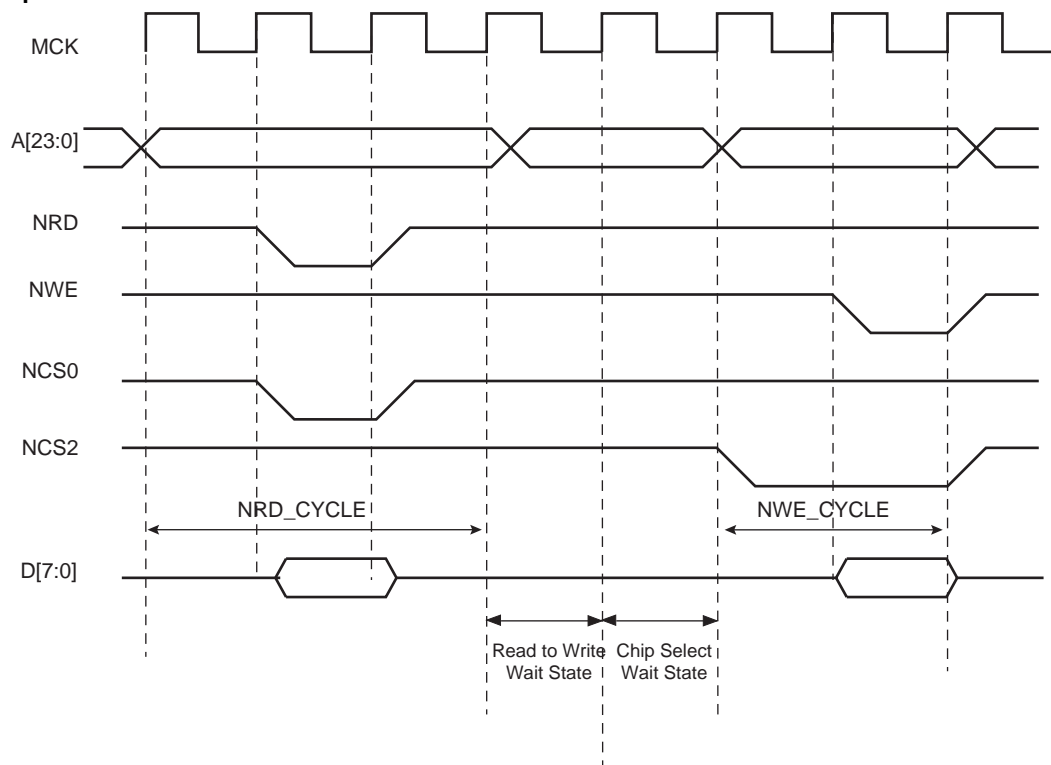 MCK
A[23:0]
NRD
NWE
NCS0
NCS2
NRD_CYCLE NWE_CYCLE
D[7:0]
Read to Write Chip Select
Wait State Wait State